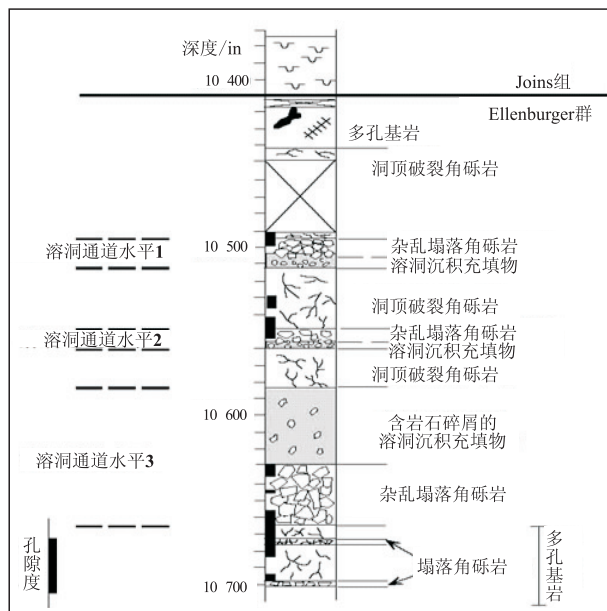 深度/in
10 400
Joins组
Ellenburger群
多孔基岩
洞顶破裂角砾岩
10 500
溶洞通道水平1
杂乱塌落角砾岩
溶洞沉积充填物
洞顶破裂角砾岩
溶洞通道水平2
杂乱塌落角砾岩
溶洞沉积充填物
洞顶破裂角砾岩
10 600
含岩石碎屑的
溶洞沉积充填物
溶洞通道水平3
杂乱塌落角砾岩
孔隙度
塌落角砾岩
多孔基岩
10 700